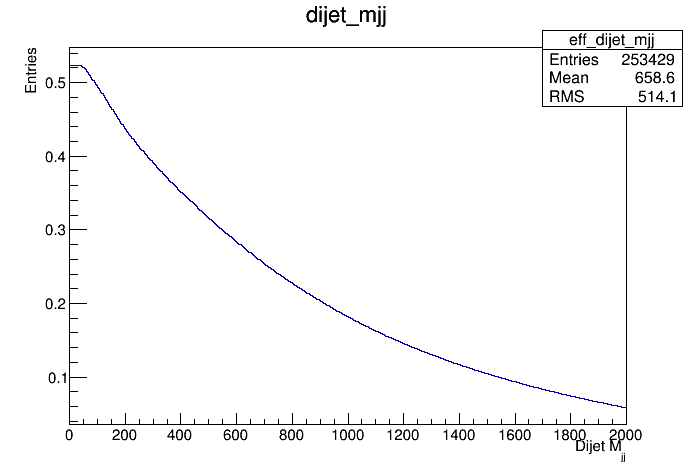 dijet_mjj
eff_dijet_mjj
Entries 253429
Mean 658.6
RMS 514.1
Entries
0.5
0.4
0.3
0.2
0.1
0 200 400 600 800 1000 1200 1400 1600 1800 2000
Dijet Mjj